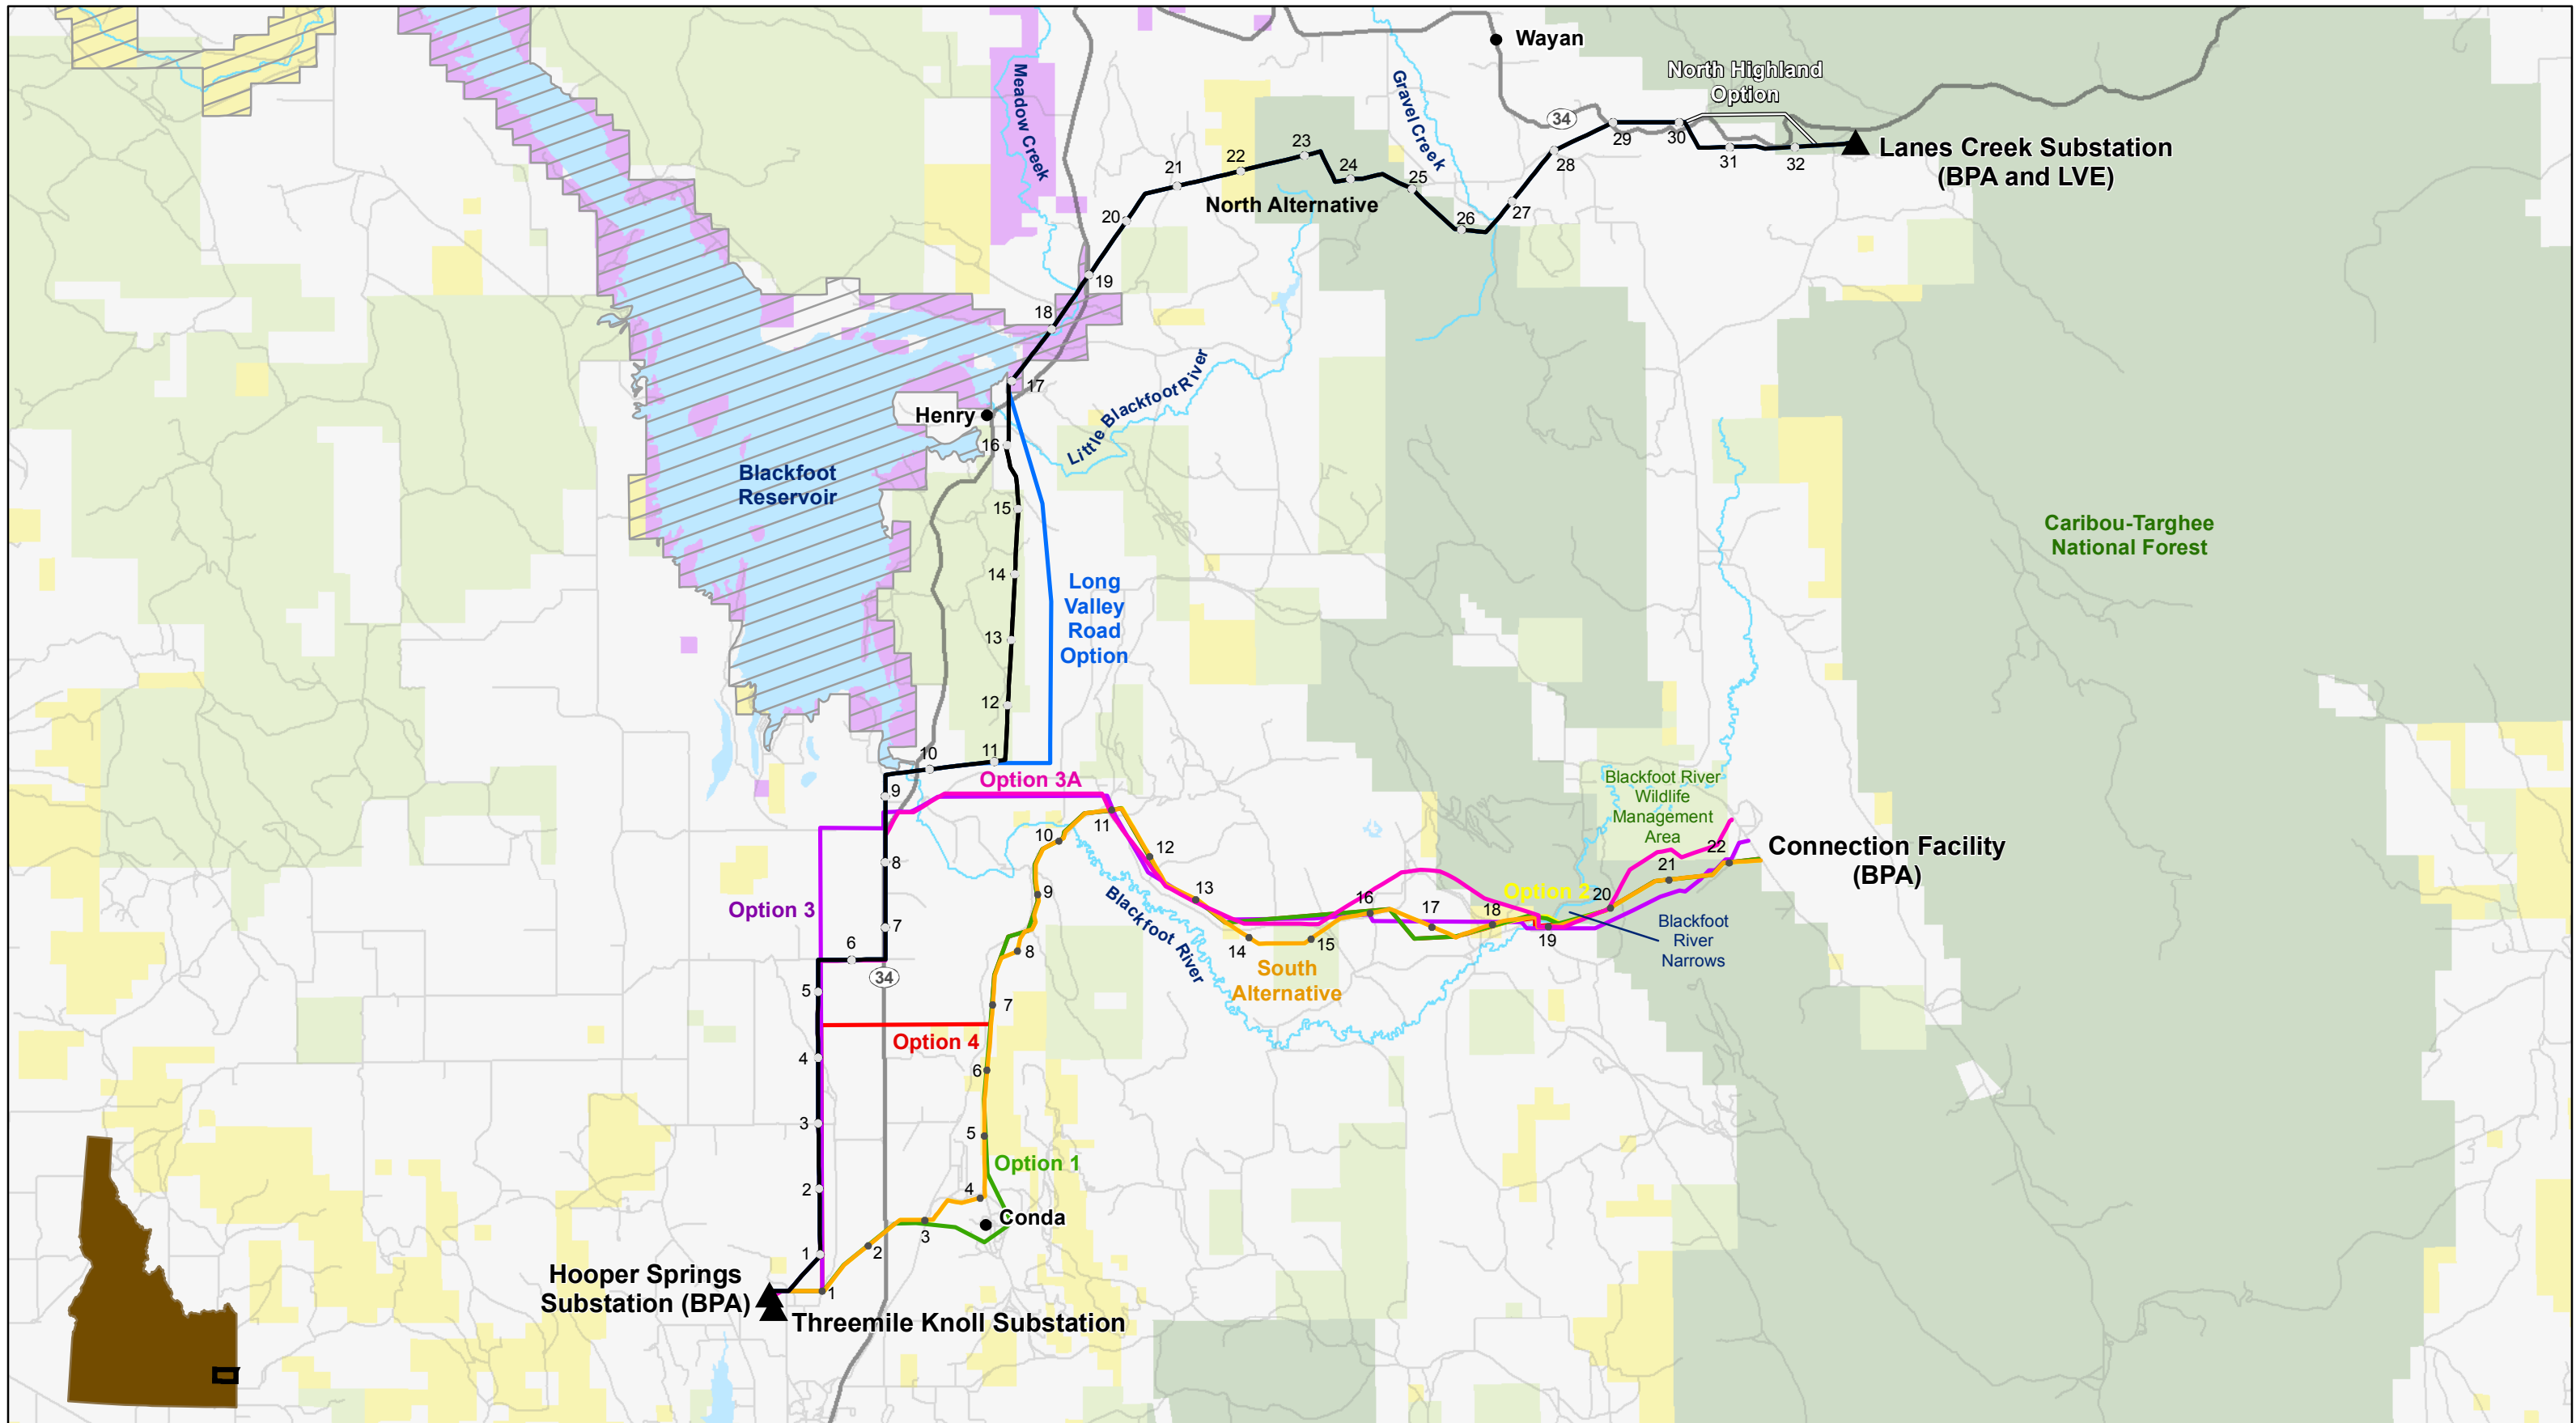 Wayan
North Highland
Option
34
Lanes Creek Substation
(BPA and LVE)
Meadow Creek
Gravel Creek
North Alternative
17
18
19
20
21
22
23
24
25
26
27
28
29
30
31
32
Henry
Little Blackfoot River
Blackfoot
Reservoir
Caribou-Targhee
National Forest
Long
Valley
Road
Option
16
15
14
13
12
11
10
9
8
7
6
5
4
3
2
1
Option 3A
Option 3
34
Option 4
Blackfoot River
South
Alternative
Option 2
Blackfoot River
Wildlife
Management
Area
Connection Facility
(BPA)
Blackfoot
River
Narrows
22
21
20
19
18
17
16
15
14
13
12
11
10
9
8
7
6
5
4
3
2
1
Option 1
Conda
Hooper Springs
Substation (BPA)
Threemile Knoll Substation